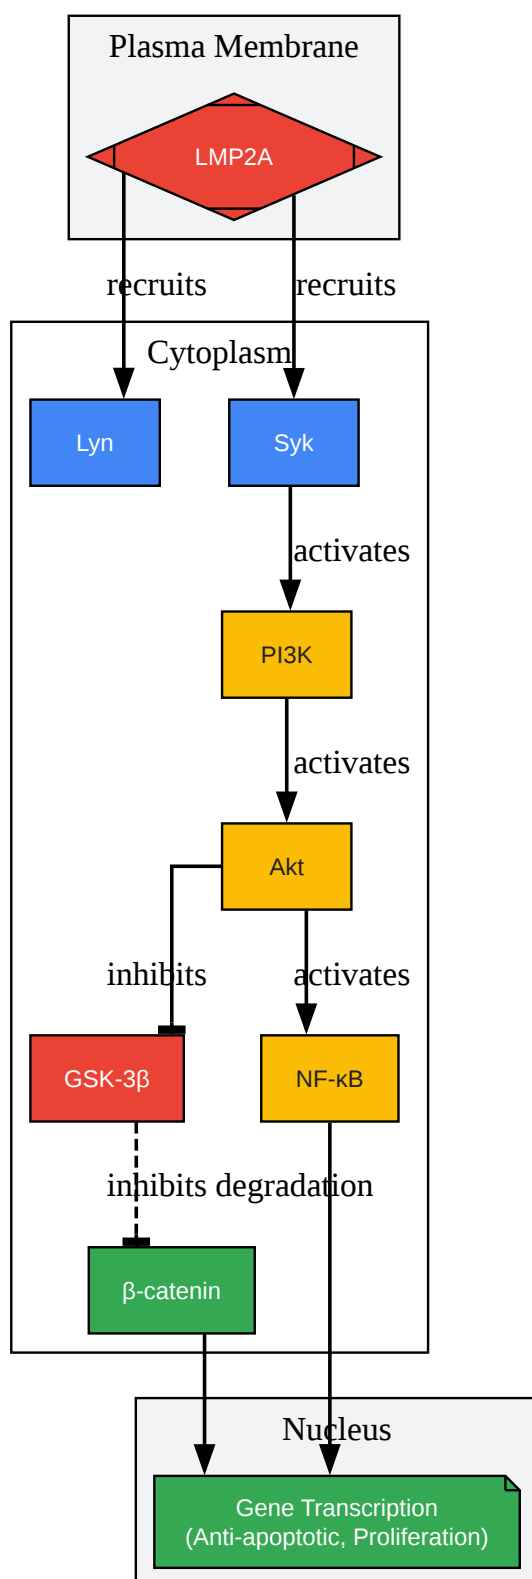 Plasma Membrane
LMP2A
recruits
recruits
Cytoplasm
Lyn
Syk
activates
PI3K
activates
Akt
inhibits
activates
GSK-3β
NF-κB
inhibits degradation
β-catenin
Nucleus
Gene Transcription
(Anti-apoptotic, Proliferation)